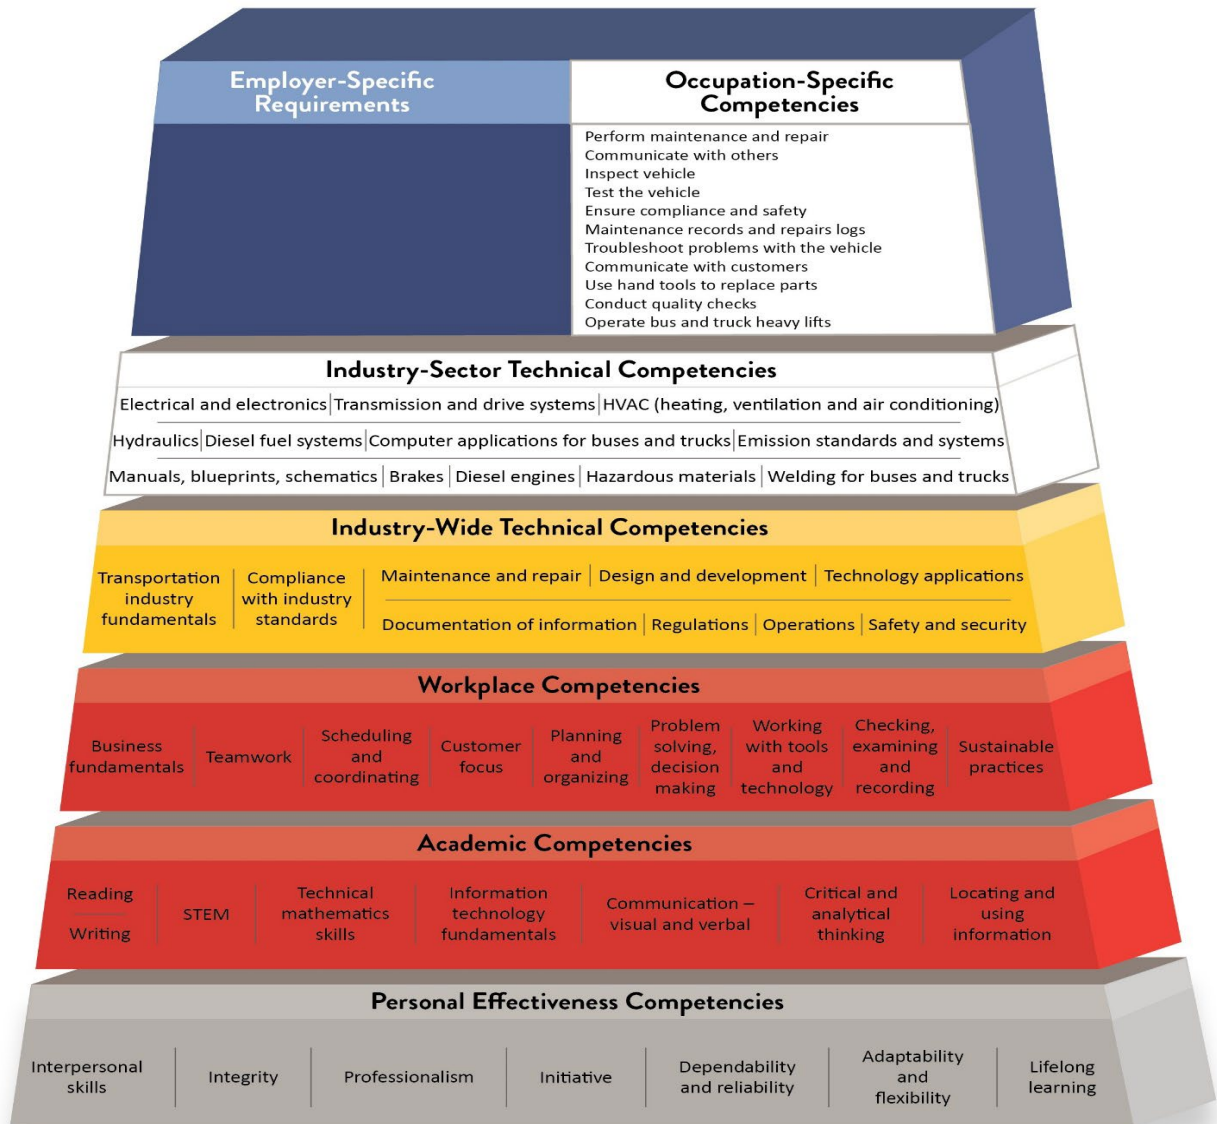 Employer-Specific
Requirements
Occupation-Specific
Competencies
Perform maintenance and repair
Communicate with others
Inspect vehicle
Test the vehicle
Ensure compliance and safety
Maintenance records and repairs logs
Troubleshoot problems with the vehicle
Communicate with customers
Use hand tools to replace parts
Conduct quality checks
Operate bus and truck heavy lifts
Industry-Sector Technical Competencies
Electrical and electronics
Transmission and drive systems
HVAC (heating, ventilation and air conditioning)
Hydraulics
Diesel fuel systems
Computer applications for buses and trucks
Emission standards and systems
Manuals, blueprints, schematics
Brakes
Diesel engines
Hazardous materials
Welding for buses and trucks
Industry-Wide Technical Competencies
Transportation
industry
fundamentals
Compliance
with industry
standards
Maintenance and repair
Design and development
Technology applications
Documentation of information
Regulations
Operations
Safety and security
Workplace Competencies
Business
fundamentals
Teamwork
Scheduling
and
coordinating
Customer
focus
Planning
and
organizing
Problem
solving,
decision
making
Working
with tools
and
technology
Checking,
examining
and
recording
Sustainable
practices
Academic Competencies
Reading
Writing
STEM
Technical
mathematics
skills
Information
technology
fundamentals
Communication –
visual and verbal
Critical and
analytical
thinking
Locating and
using
information
Personal Effectiveness Competencies
Interpersonal
skills
Integrity
Professionalism
Initiative
Dependability
and reliability
Adaptability
and
flexibility
Lifelong
learning